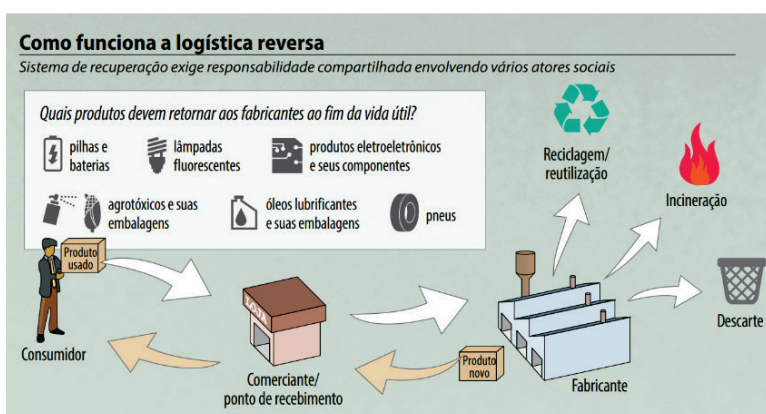 Como funciona a logística reversa
Sistema de recuperação exige responsabilidade compartilhada envolvendo vários atores sociais
Quais produtos devem retornar aos fabricantes ao fim da vida útil?
pilhas e
baterias
lâmpadas
fluorescentes
produtos eletroeletrônicos
e seus componentes
agrotóxicos e suas
embalagens
óleos lubrificantes
e suas embalagens
pneus
Reciclagem/
reutilização
Incineração
Descarte
Produto
usado
Consumidor
LOJA
Comerciante/
ponto de recebimento
Produto
novo
Fabricante